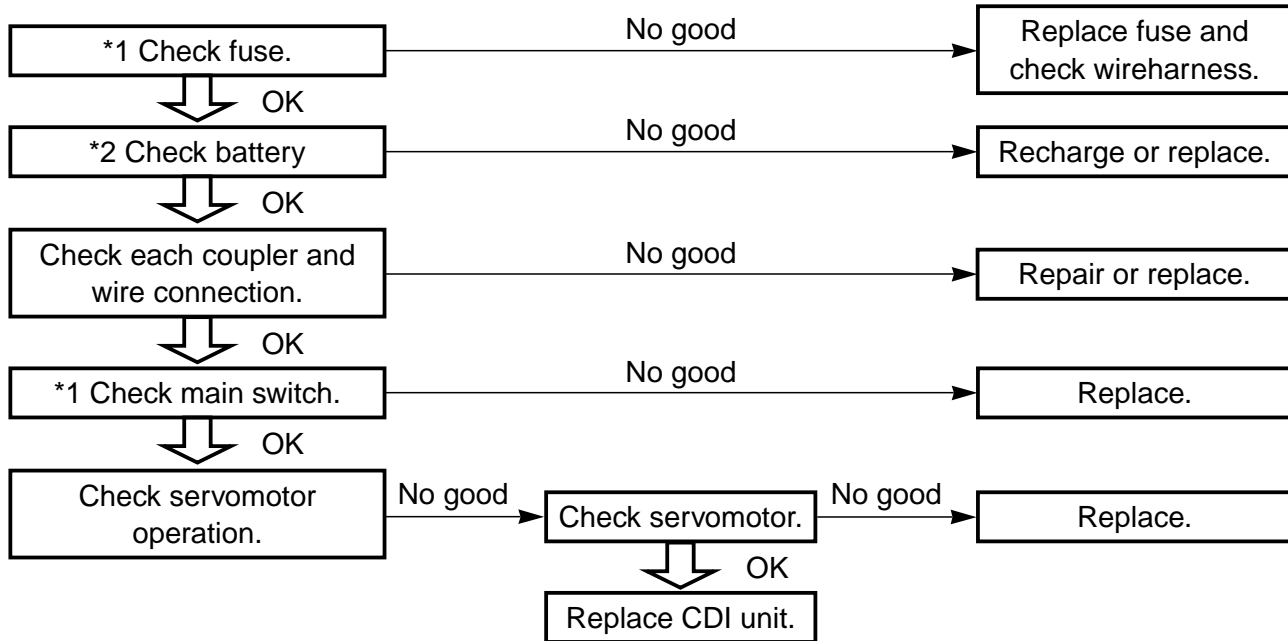 *1 Check fuse.
No good
Replace fuse and
check wireharness.
OK
*2 Check battery
No good
Recharge or replace.
OK
Check each coupler and
wire connection.
No good
Repair or replace.
OK
*1 Check main switch.
No good
Replace.
OK
Check servomotor
operation.
No good
Check servomotor.
No good
Replace.
OK
Replace CDI unit.